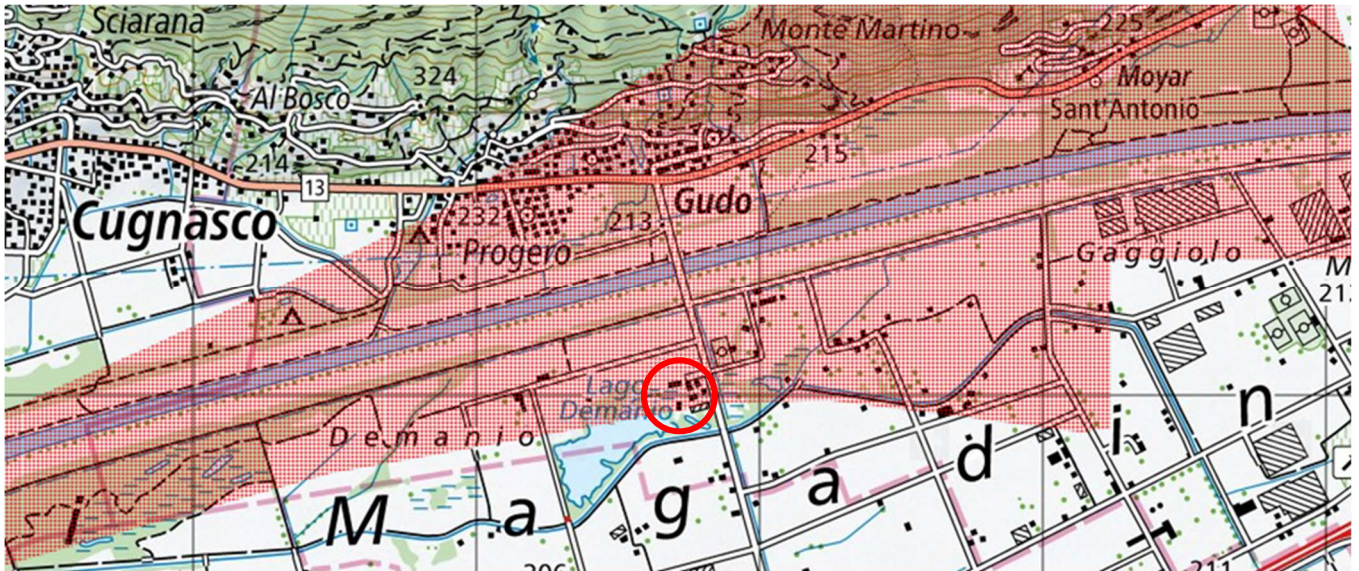 Sciarana
Monte Martino
225
324
Moyar
Al Bosco
Sant'Antonio
215
214
13
Gudo
232
213
Cugnasco
Progero
Gaggiolo
M
Lago
Demanio
Demanio
i M a g a d i n